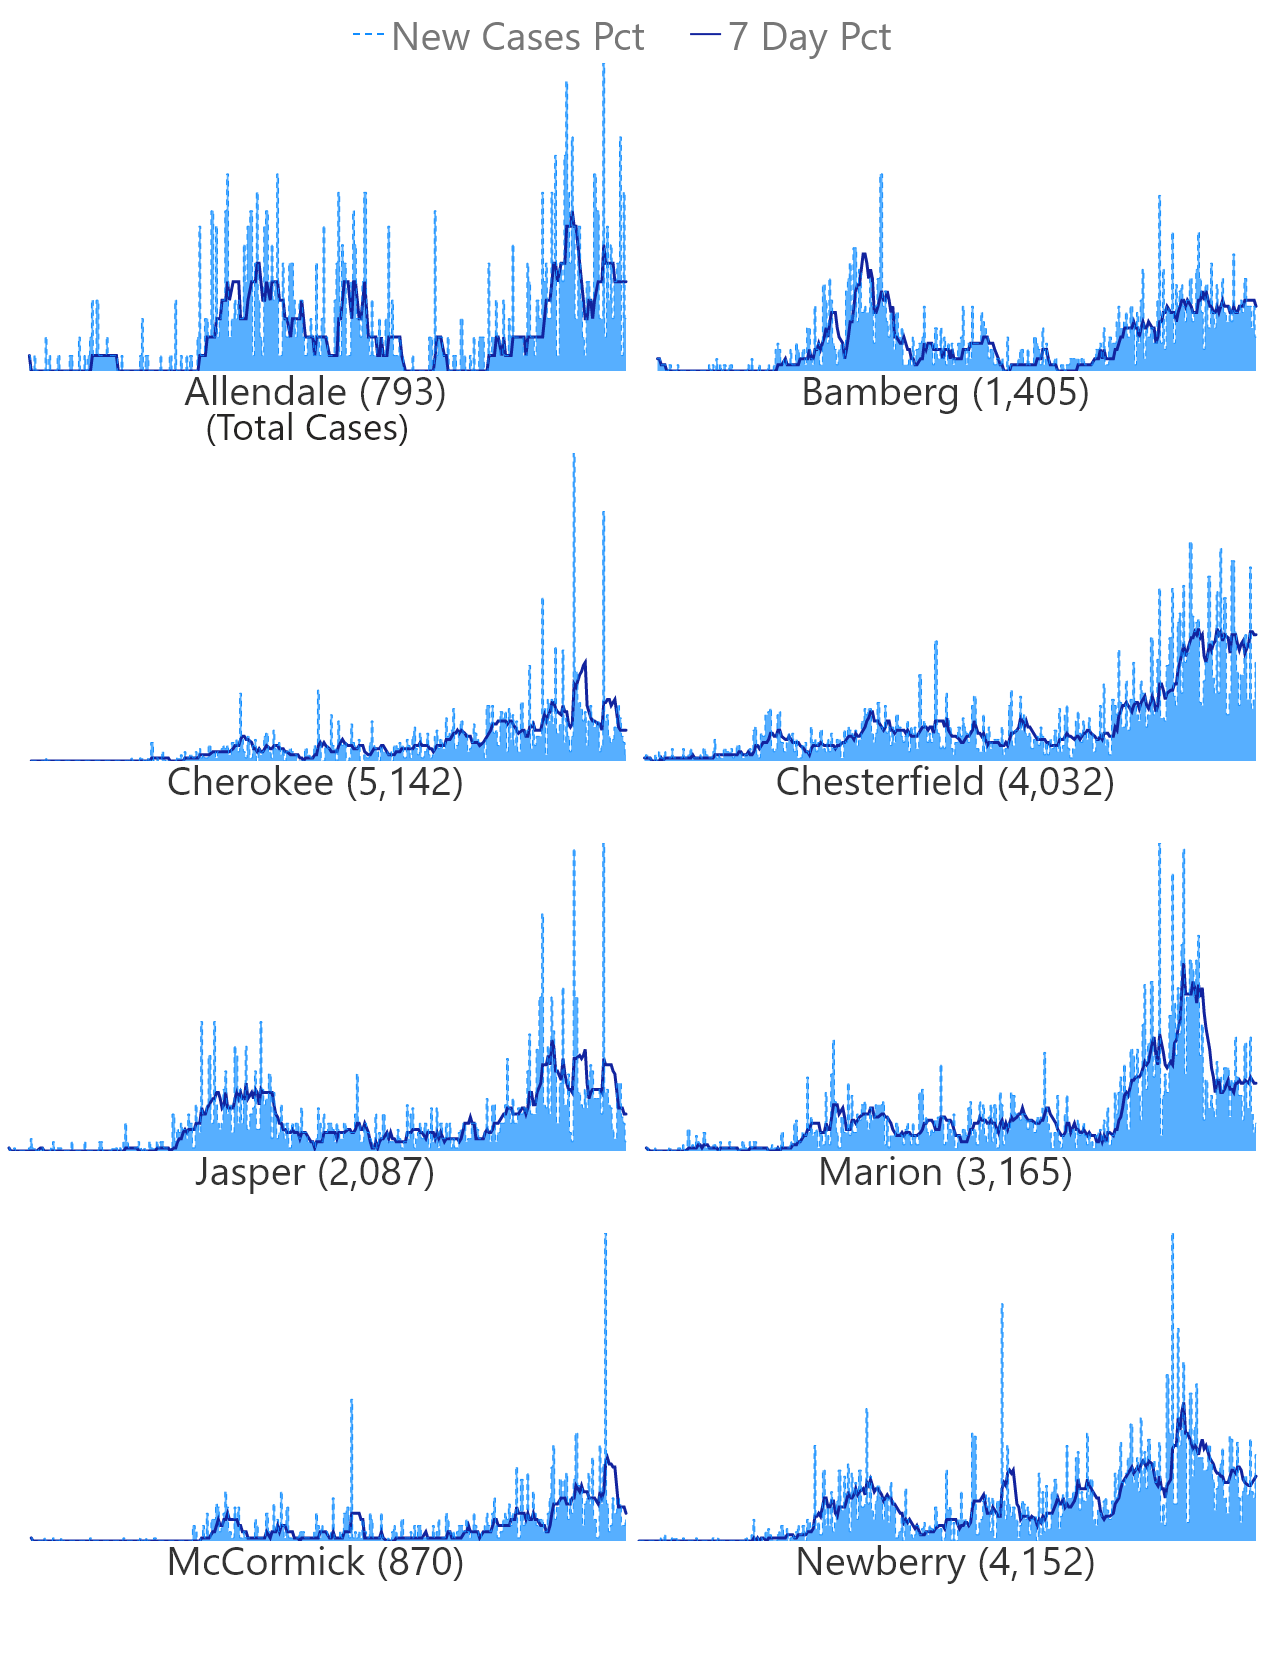 New Cases Pct 7 Day Pct
Allendale (793) Bamberg (1,405)
(Total Cases)
Cherokee (5,142) Chesterfield (4,032)
Jasper (2,087) Marion (3,165)
McCormick (870) Newberry (4,152)